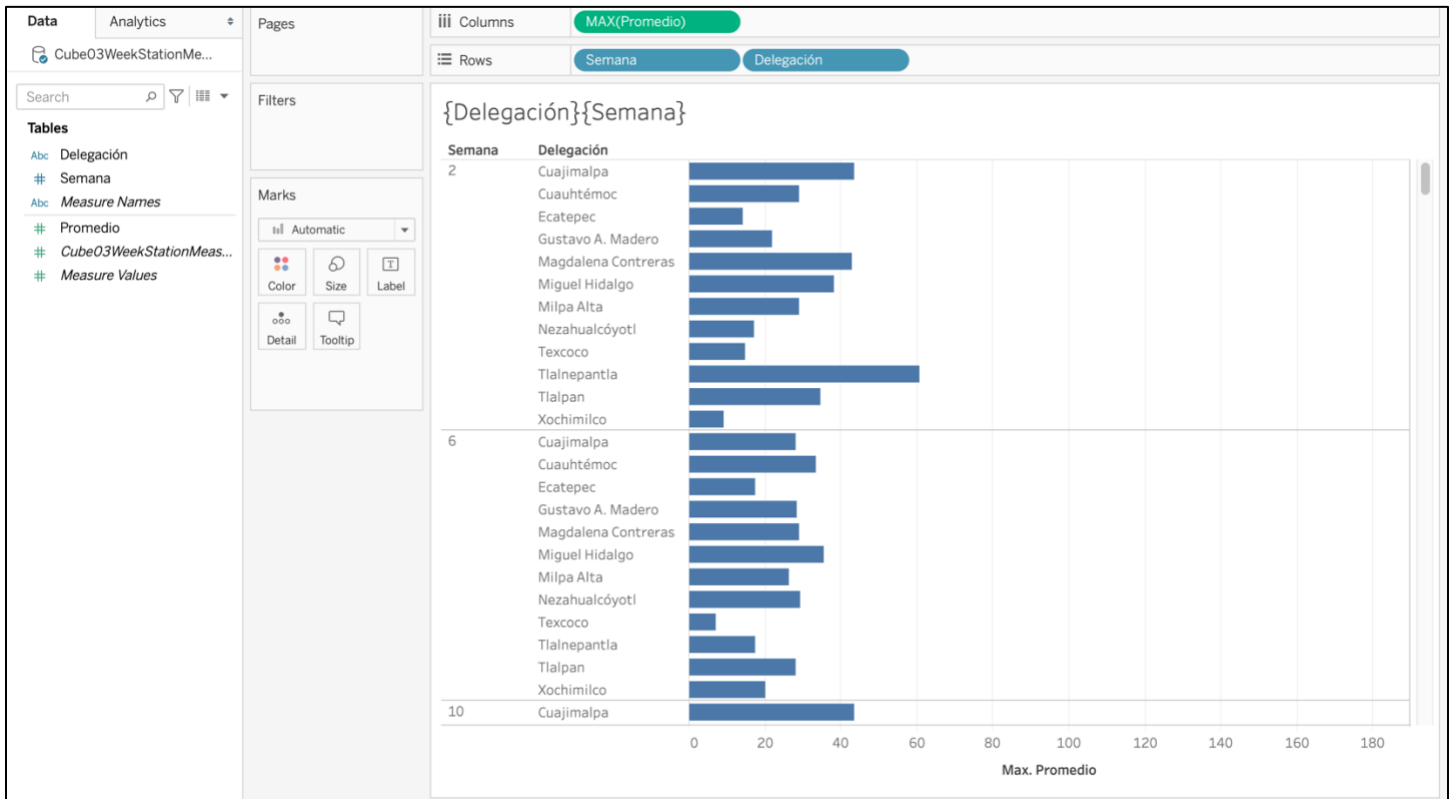 Data
Analytics
Cube03WeekStationMe...
Search
Tables
Abc Delegación
# Semana
Abc Measure Names
# Promedio
# Cube03WeekStationMeas...
# Measure Values
Pages
Filters
Marks
Automatic
Color
Size
Label
Detail
Tooltip
Columns
MAX(Promedio)
Rows
Semana
Delegación
{Delegación}{Semana}
Semana Delegación
2 Cuajimalpa
Cuauhtémoc
Ecatepec
Gustavo A. Madero
Magdalena Contreras
Miguel Hidalgo
Milpa Alta
Nezahualcóyotl
Texcoco
Tlalnepantla
Tlalpan
Xochimilco
6 Cuajimalpa
Cuauhtémoc
Ecatepec
Gustavo A. Madero
Magdalena Contreras
Miguel Hidalgo
Milpa Alta
Nezahualcóyotl
Texcoco
Tlalnepantla
Tlalpan
Xochimilco
10 Cuajimalpa
0 20 40 60 80 100 120 140 160 180
Max. Promedio